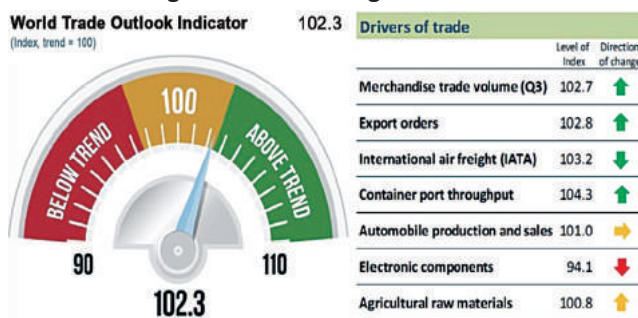 World Trade Outlook Indicator 102.3
(Index, trend = 100)
BELOW TREND
100
ABOVE TREND
90
110
102.3
Drivers of trade
Level of Index Direction of change
Merchandise trade volume (Q3) 102.7
Export orders 102.8
International air freight (IATA) 103.2
Container port throughput 104.3
Automobile production and sales 101.0
Electronic components 94.1
Agricultural raw materials 100.8